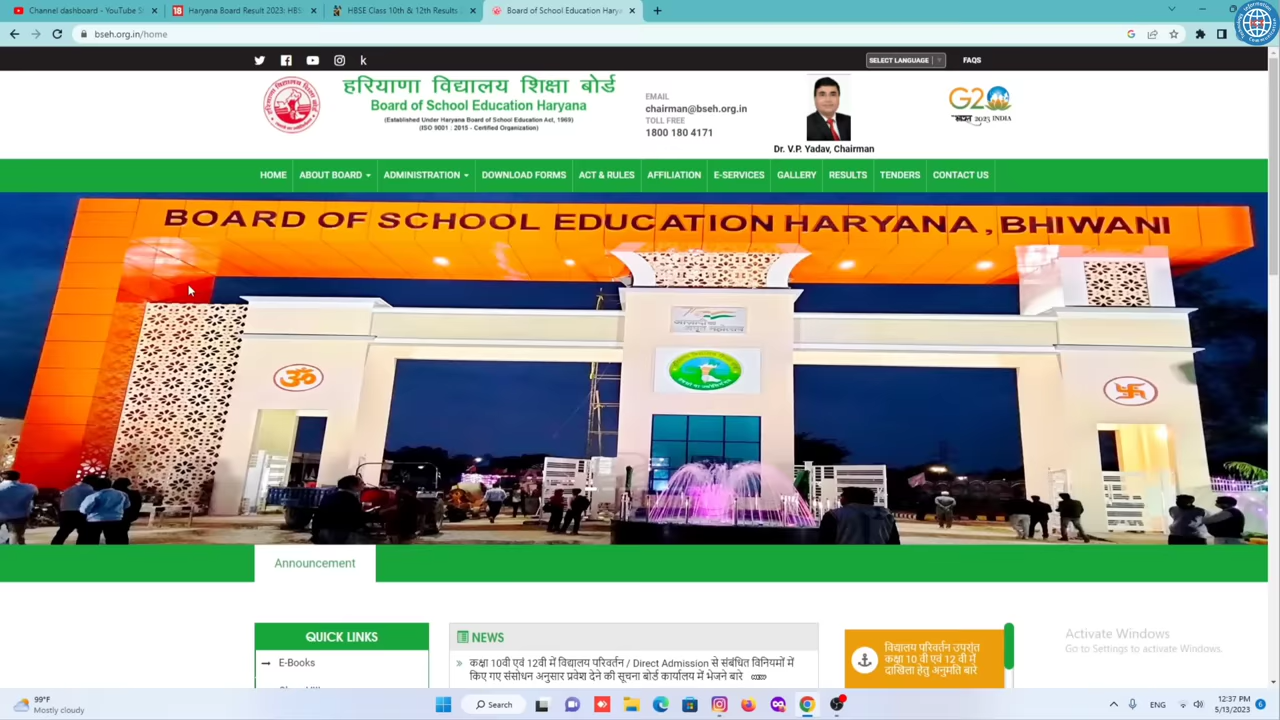 Channel dashboard - YouTube S
Haryana Board Result 2023: HBS
HBSE Class 10th & 12th Results
Board of School Education Harya
bseh.org.in/home
SELECT LANGUAGE
FAQS
हरियाणा विद्यालय शिक्षा बोर्ड
Board of School Education Haryana
(Established Under Haryana Board of School Education Act, 1969)
(ISO 9001 : 2015 - Certified Organization)
EMAIL
chairman@bseh.org.in
TOLL FREE
1800 180 4171
Dr. V.P. Yadav, Chairman
G20
भारत 2023 INDIA
HOME
ABOUT BOARD
ADMINISTRATION
DOWNLOAD FORMS
ACT & RULES
AFFILIATION
E-SERVICES
GALLERY
RESULTS
TENDERS
CONTACT US
BOARD OF SCHOOL EDUCATION HARYANA, BHIWANI
ॐ
Announcement
QUICK LINKS
E-Books
NEWS
कक्षा 10वीं एवं 12वीं में विद्यालय परिवर्तन / Direct Admission से संबंधित विनियमों में
किए गए संसोधन अनुसार प्रवेश देने की सूचना बोर्ड कार्यालय में भेजने बारे
विद्यालय परिवर्तन उपरांत
कक्षा 10 वीं एवं 12 वीं में
दाखिला हेतु अनुमति बारे
Activate Windows
Go to Settings to activate Windows.
99°F
Mostly cloudy
Search
ENG
12:37 PM
5/13/2023